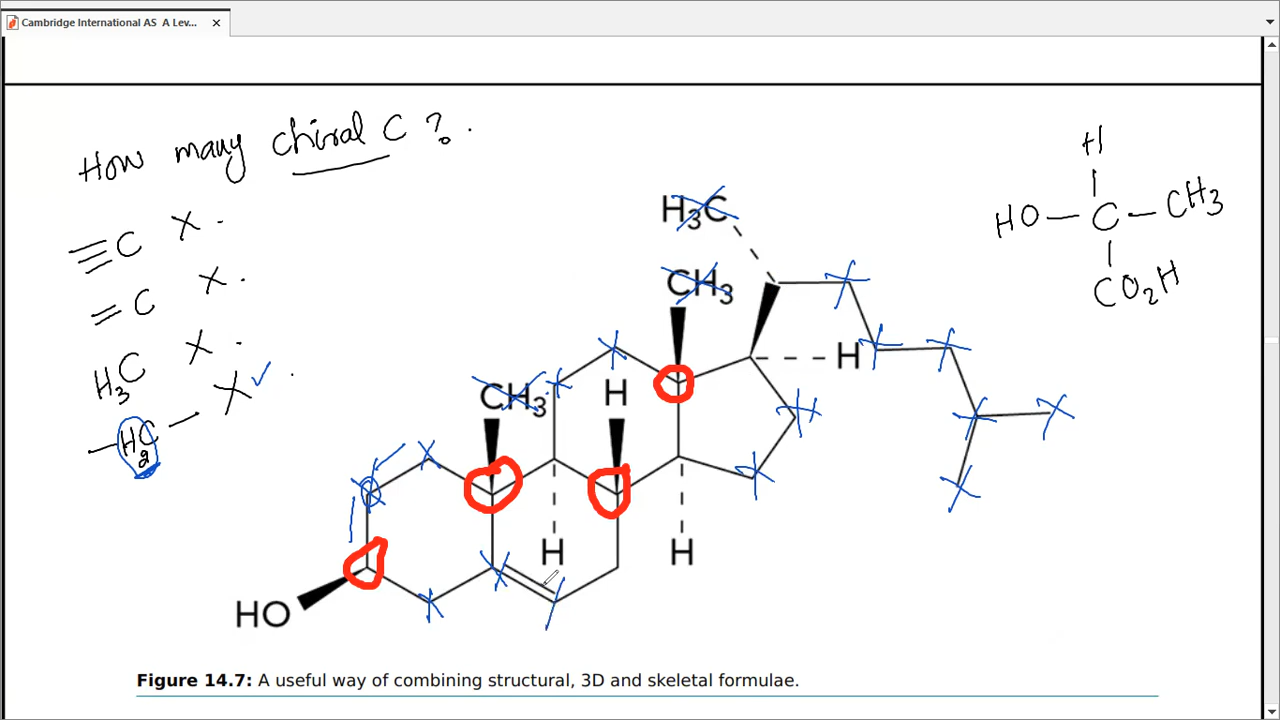 Cambridge International AS A Lev... ×
How many chiral C ?
≡C X
=C X
H3C X
H2C X ✓
H
HO — C — CH3
CO2H
H3C
CH3
H
CH3
H
H
H
HO
Figure 14.7: A useful way of combining structural, 3D and skeletal formulae.